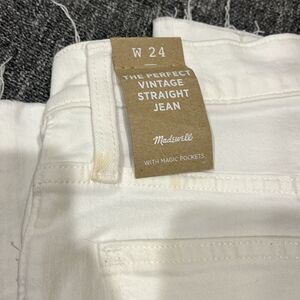 W 24
THE PERFECT
VINTAGE
STRAIGHT
JEAN
Madewell
WITH MAGIC POCKETS